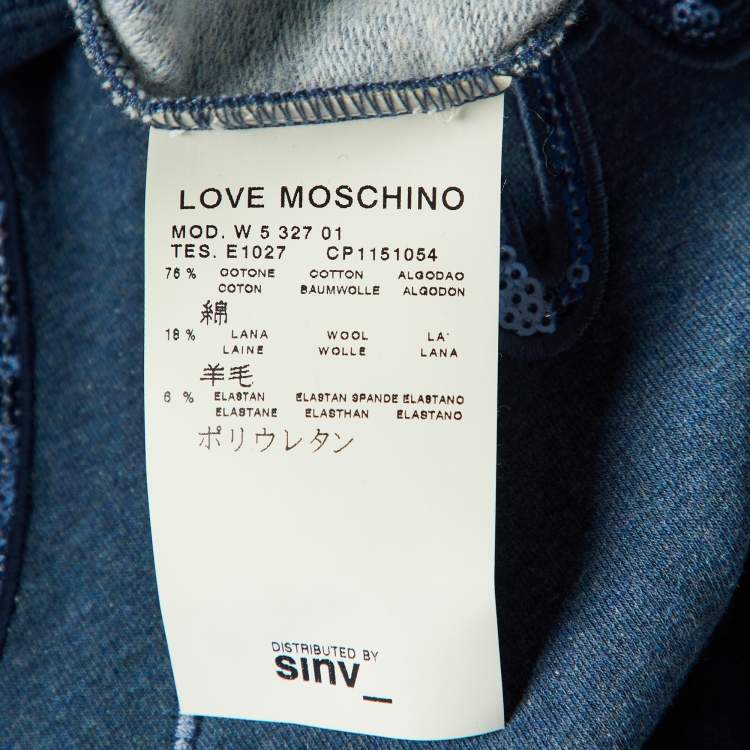 LOVE MOSCHINO
MOD. W 5 327 01
TES. E1027 CP1151054
76 % COTONE COTTON ALGODAO
COTON BAUMWOLLE ALGODON
綿
18 % LANA WOOL LA'
LAINE WOLLE LANA
羊毛
6 % ELASTAN ELASTAN SPANDE ELASTANO
ELASTANE ELASTHAN ELASTANO
ポリウレタン
DISTRIBUTED BY
sinv_